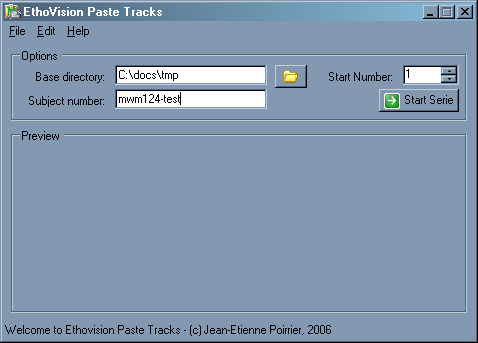 EthoVision Paste Tracks
File Edit Help
Options
Base directory: C:\docs\tmp Start Number: 1
Subject number: mwm124-test Start Serie
Preview
Welcome to Ethovision Paste Tracks - (c) Jean-Etienne Poirrier, 2006